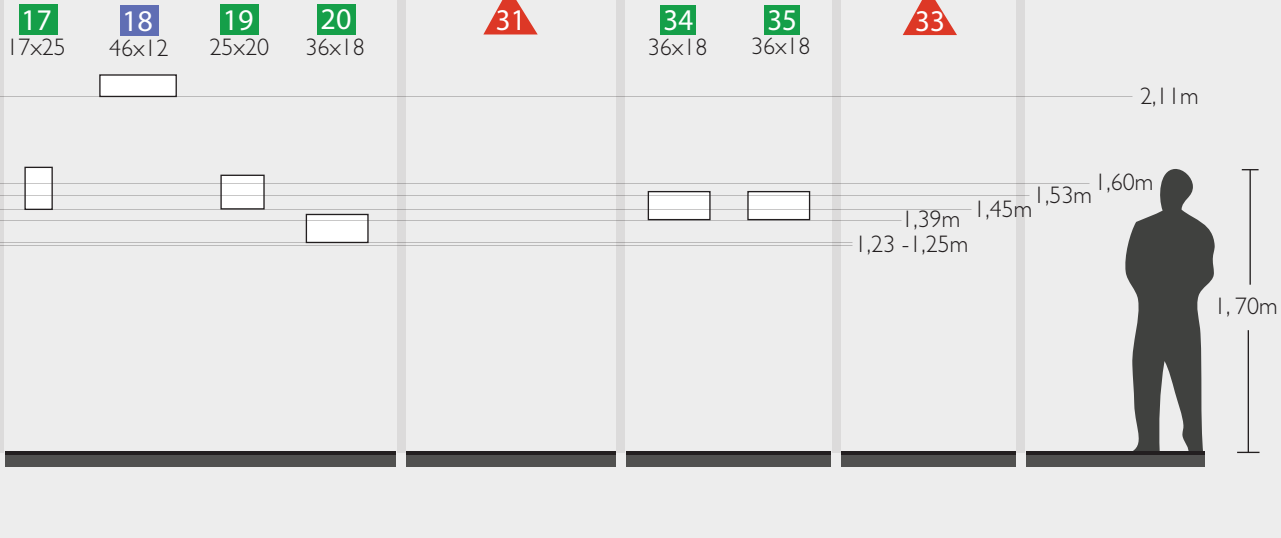 17 18 19 20 31 34 35 33
17x25 46x12 25x20 36x18 36x18 36x18
2,11m
1,60m
1,53m
1,45m
1,39m
1,23 -1,25m
1, 70m